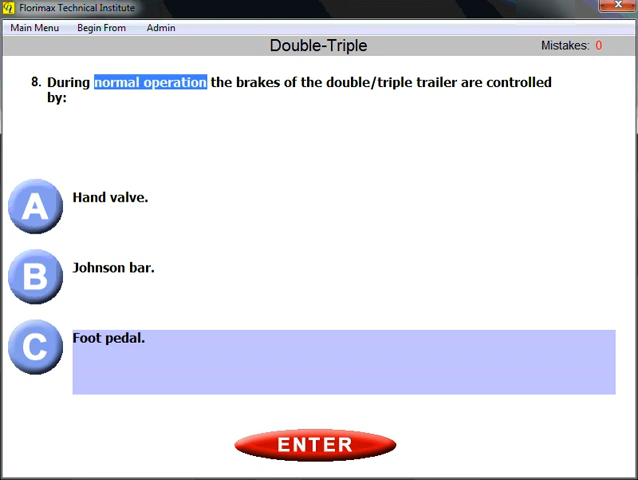 Florimax Technical Institute
Main Menu Begin From Admin
Double-Triple Mistakes: 0
8. During normal operation the brakes of the double/triple trailer are controlled
by:
A Hand valve.
B Johnson bar.
C Foot pedal.
ENTER